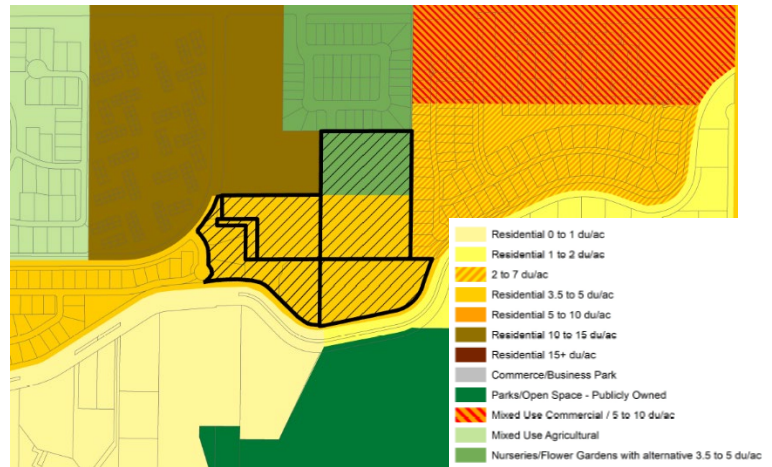 Residential 0 to 1 du/ac
Residential 1 to 2 du/ac
2 to 7 du/ac
Residential 3.5 to 5 du/ac
Residential 5 to 10 du/ac
Residential 10 to 15 du/ac
Residential 15+ du/ac
Commerce/Business Park
Parks/Open Space - Publicly Owned
Mixed Use Commercial / 5 to 10 du/ac
Mixed Use Agricultural
Nurseries/Flower Gardens with alternative 3.5 to 5 du/ac